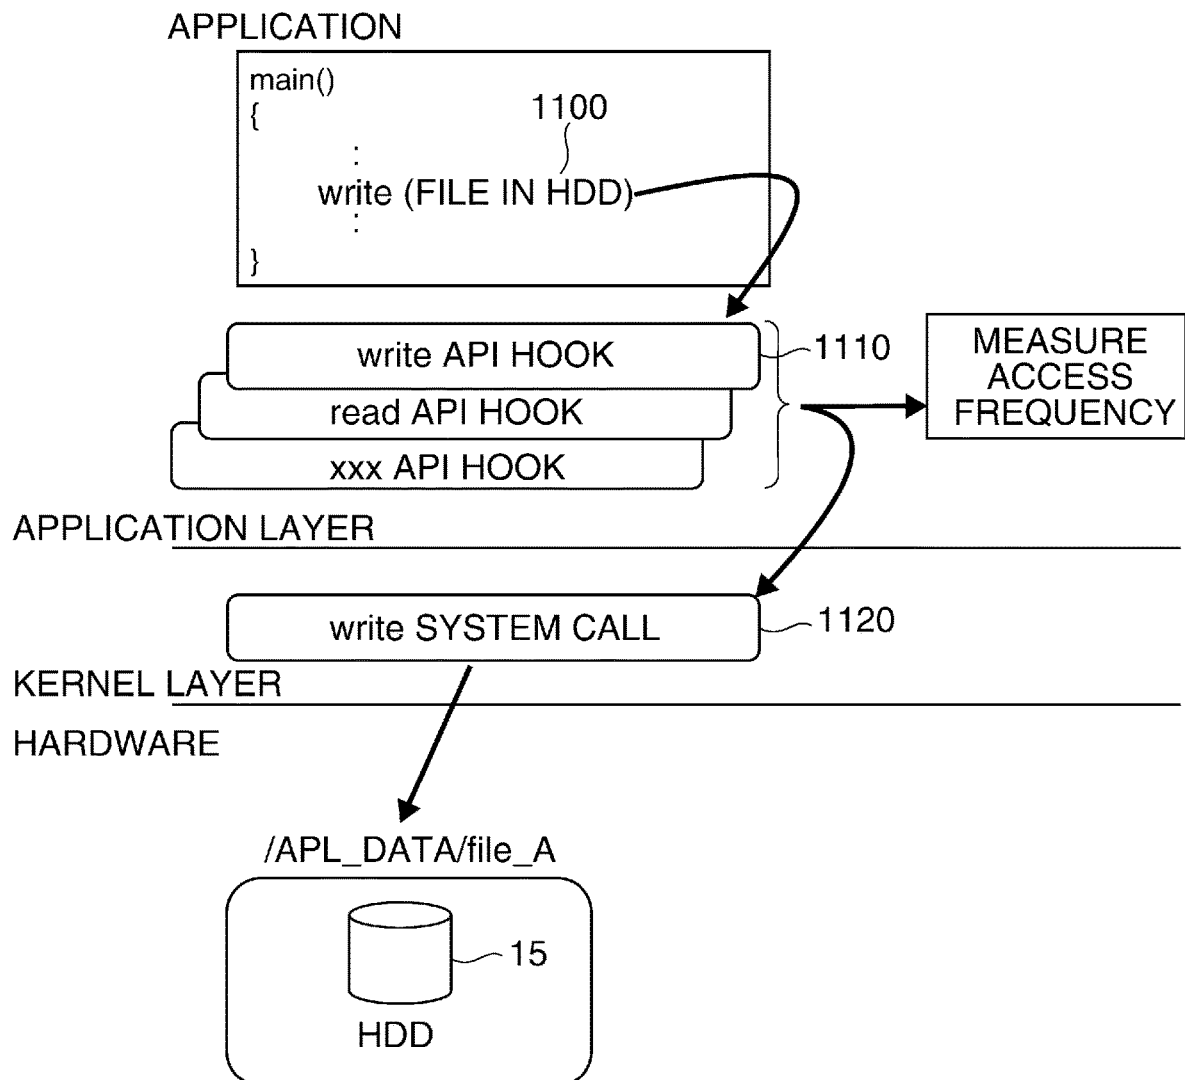 APPLICATION
main()
{
1100
write (FILE IN HDD)
}
write API HOOK
1110
read API HOOK
xxx API HOOK
MEASURE
ACCESS
FREQUENCY
APPLICATION LAYER
write SYSTEM CALL
1120
KERNEL LAYER
HARDWARE
/APL_DATA/file_A
15
HDD